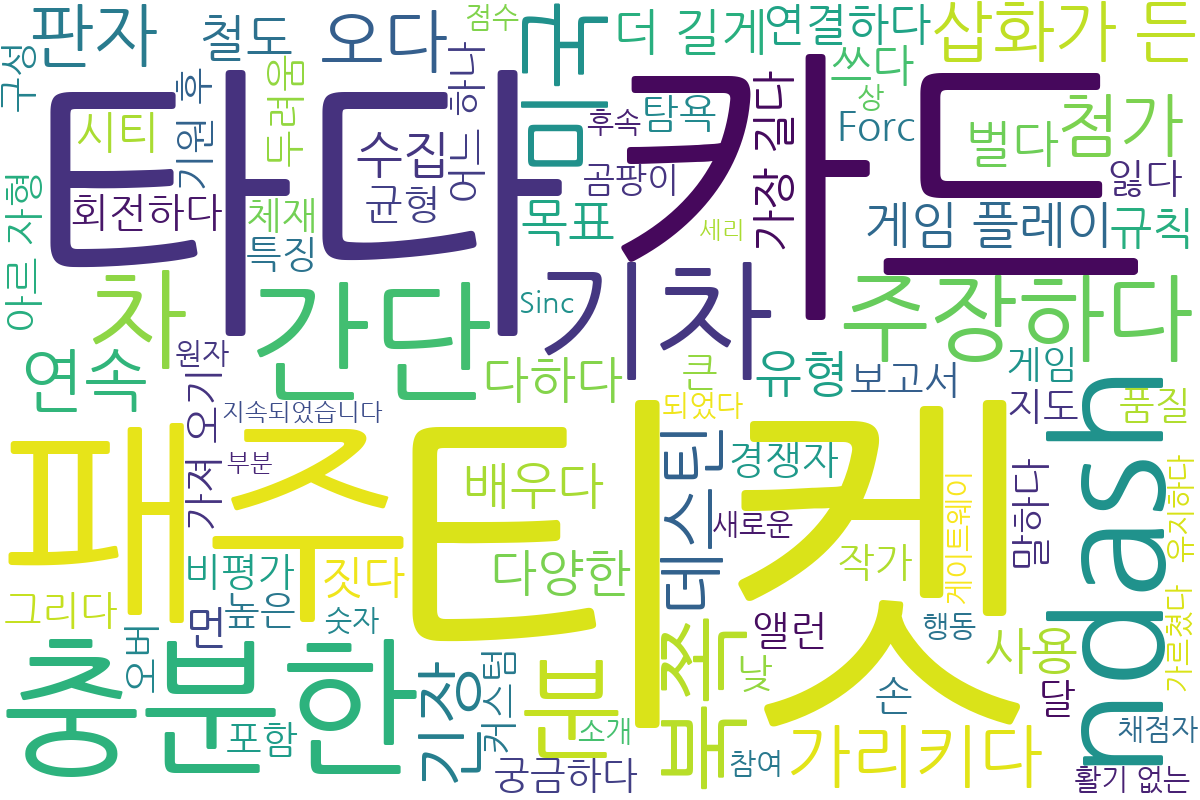 판자
철도
오다
미국
점수
더 길게
연결하다
삽화가 든
구성
시티
기원 후
두려움
수집
어느 하나
후속
탐욕
쓰다
상
Forc
벌다
첨가
타다
카드
회전하다
체재
균형
특징
목표
곰팡이
세리
가장 길다
잃다
게임 플레이
규칙
아르 자형
차
간단
기차
Sinc
주장하다
연속
원자
다하다
큰
유형
보고서
게임
지도
품질
가져 오기
지속되었습니다
되었다
부분
패주
티켓
배우다
데스틴
경쟁자
새로운
ndash
말하다
유지하다
비평가
짓다
다양한
작가
게이트웨이
그리다
모
높은
숫자
앨런
행동
사용
가르쳤다
오버
충분한
긴장
커스텀
분
북쪽
낮
손
달
포함
소개
채점자
궁금하다
참여
가리키다
활기 없는